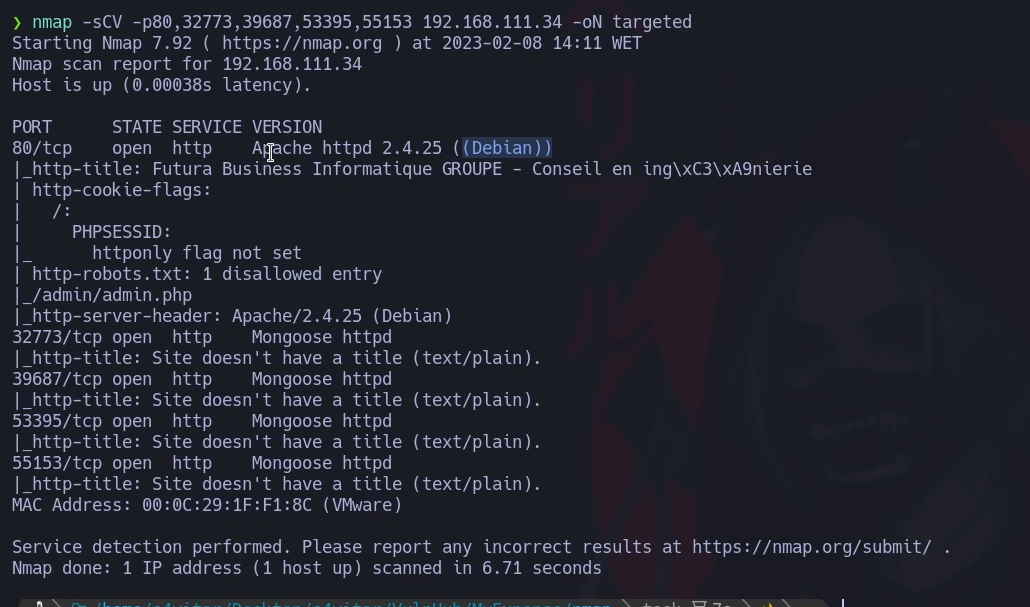 ❯ nmap -sCV -p80,32773,39687,53395,55153 192.168.111.34 -oN targeted
Starting Nmap 7.92 ( https://nmap.org ) at 2023-02-08 14:11 WET
Nmap scan report for 192.168.111.34
Host is up (0.00038s latency).

PORT      STATE SERVICE VERSION
80/tcp    open  http    Apache httpd 2.4.25 ((Debian))
|_http-title: Futura Business Informatique GROUPE - Conseil en ing\xC3\xA9nierie
| http-cookie-flags:
|   /:
|     PHPSESSID:
|_      httponly flag not set
| http-robots.txt: 1 disallowed entry
|_/admin/admin.php
|_http-server-header: Apache/2.4.25 (Debian)
32773/tcp open  http    Mongoose httpd
|_http-title: Site doesn't have a title (text/plain).
39687/tcp open  http    Mongoose httpd
|_http-title: Site doesn't have a title (text/plain).
53395/tcp open  http    Mongoose httpd
|_http-title: Site doesn't have a title (text/plain).
55153/tcp open  http    Mongoose httpd
|_http-title: Site doesn't have a title (text/plain).
MAC Address: 00:0C:29:1F:F1:8C (VMware)

Service detection performed. Please report any incorrect results at https://nmap.org/submit/ .
Nmap done: 1 IP address (1 host up) scanned in 6.71 seconds